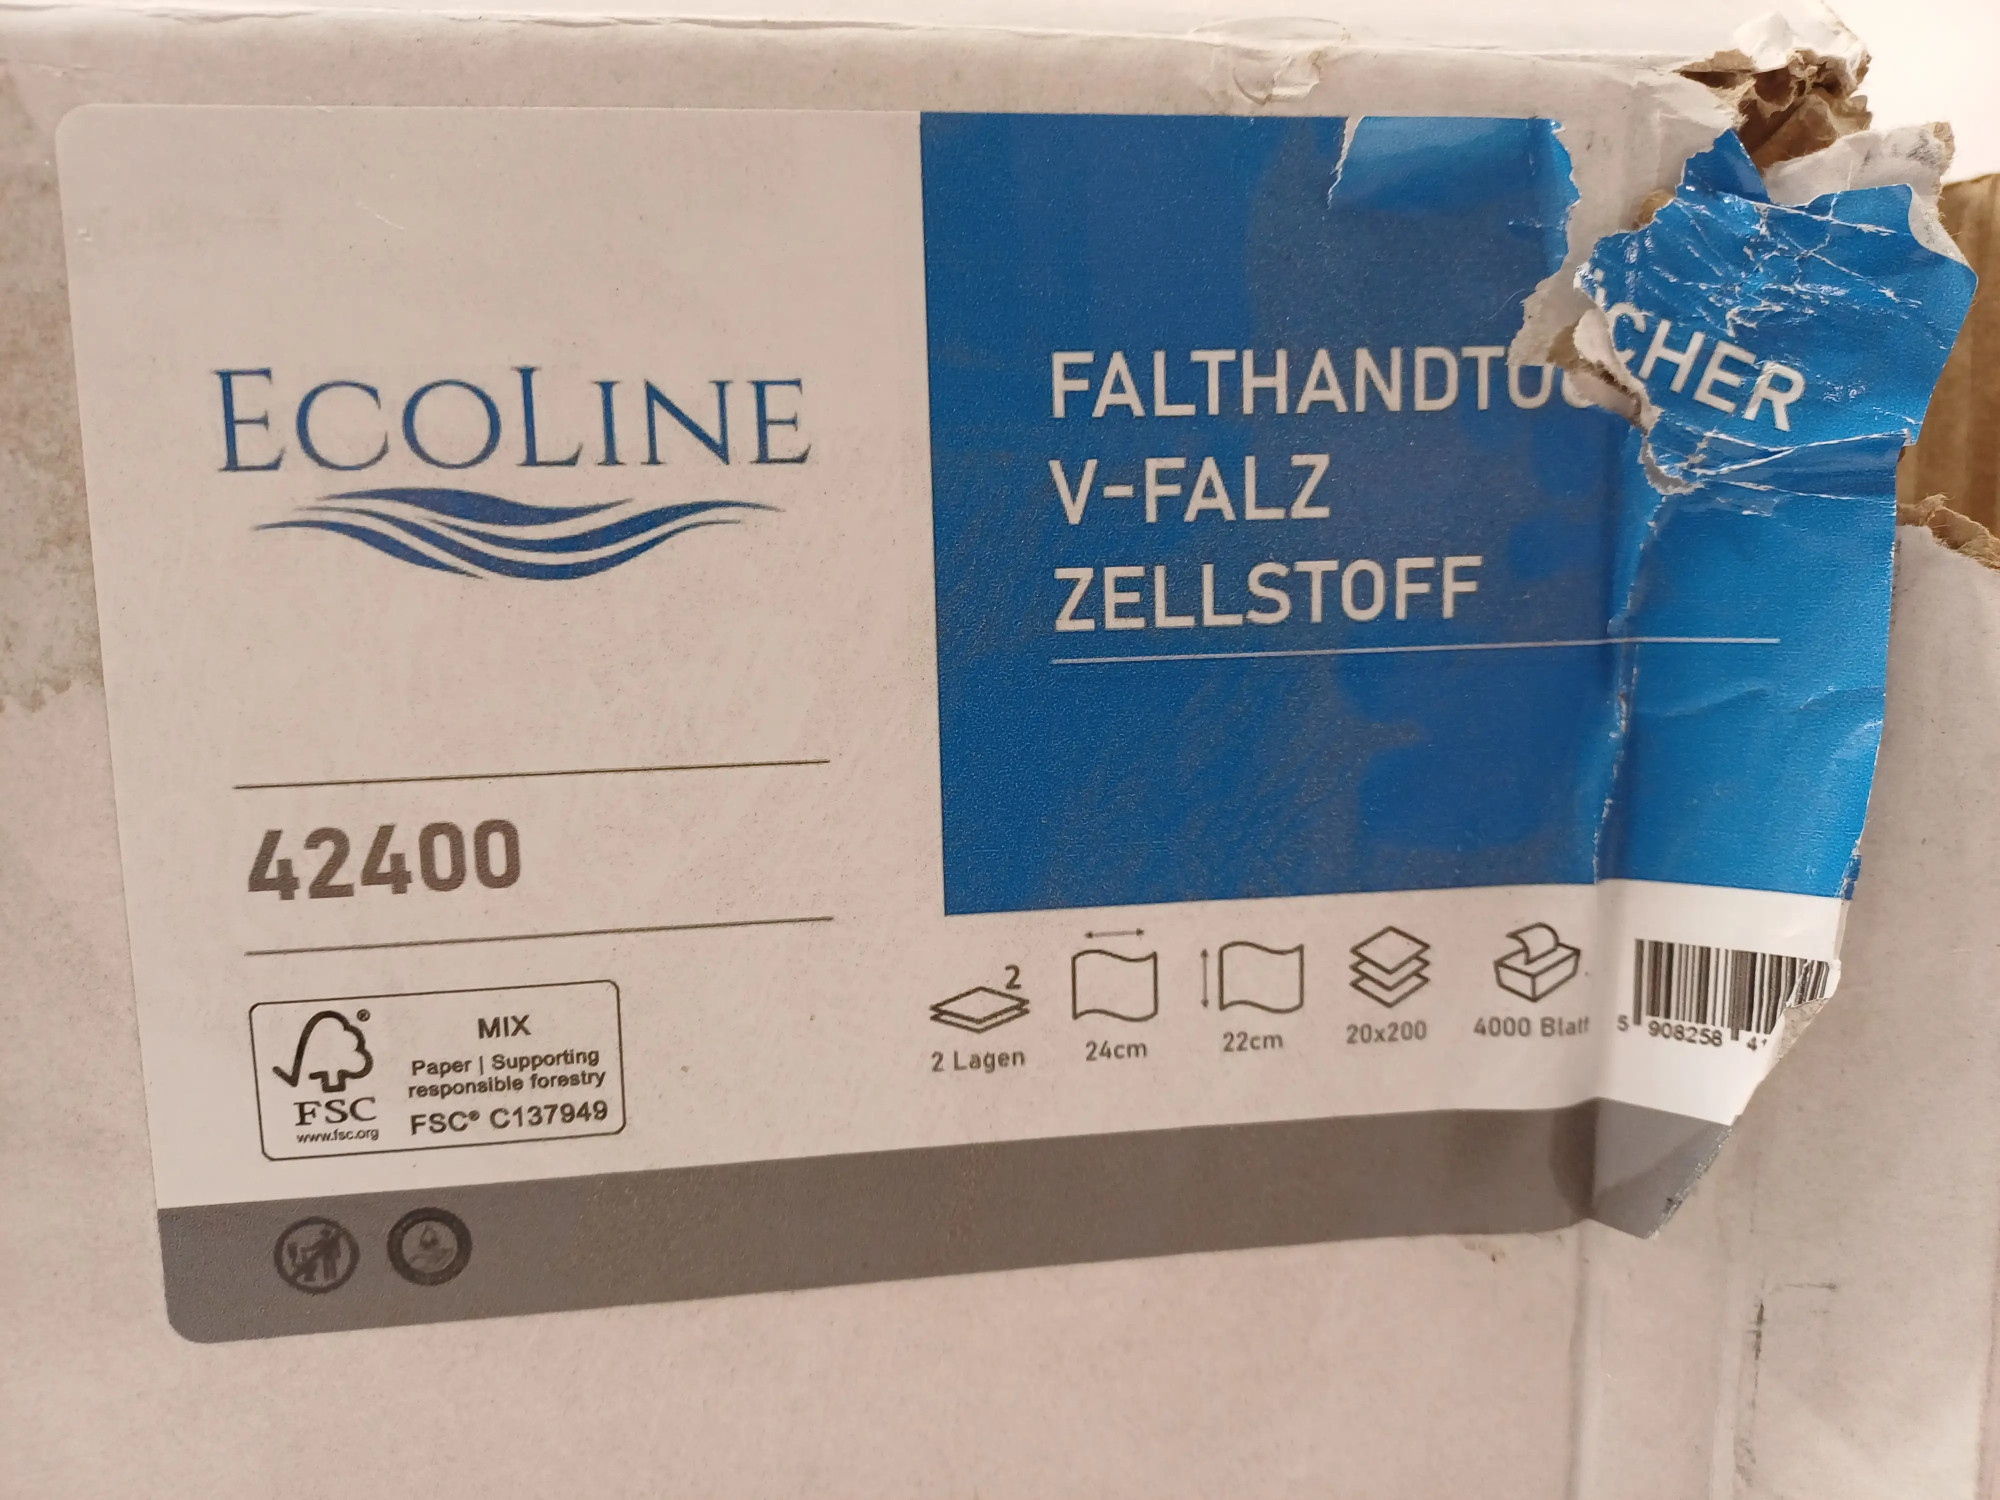 ECOLINE
42400
FSC
www.fsc.org
MIX
Paper | Supporting
responsible forestry
FSC® C137949
FALTHANDTÜCHER
V-FALZ
ZELLSTOFF
2
2 Lagen
24cm
22cm
20x200
4000 Blatt
5 908258 4